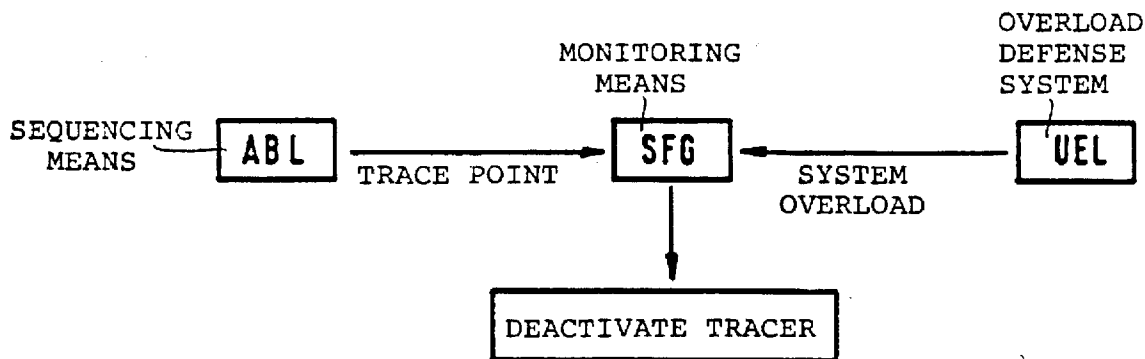 OVERLOAD
DEFENSE
SYSTEM
MONITORING
MEANS
SEQUENCING
MEANS
ABL
SFG
UEL
TRACE POINT
SYSTEM
OVERLOAD
DEACTIVATE TRACER